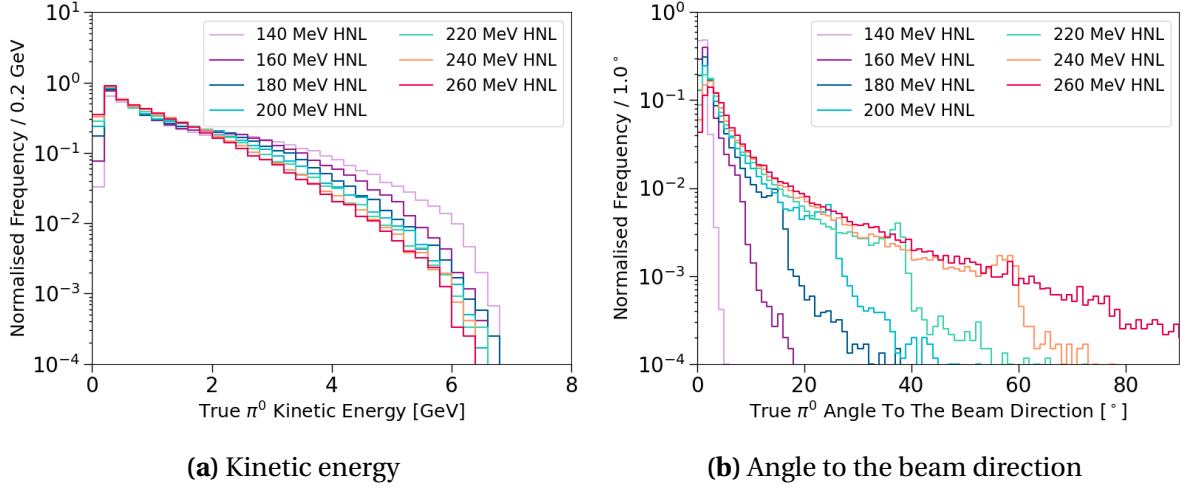 Normalised Frequency / 0.2 GeV
10¹
10⁰
10⁻¹
10⁻²
10⁻³
10⁻⁴
140 MeV HNL
160 MeV HNL
180 MeV HNL
200 MeV HNL
220 MeV HNL
240 MeV HNL
260 MeV HNL
0 2 4 6 8
True π⁰ Kinetic Energy [GeV]
(a) Kinetic energy
Normalised Frequency / 1.0°
10⁰
10⁻¹
10⁻²
10⁻³
10⁻⁴
140 MeV HNL
160 MeV HNL
180 MeV HNL
200 MeV HNL
220 MeV HNL
240 MeV HNL
260 MeV HNL
0 20 40 60 80
True π⁰ Angle To The Beam Direction [°]
(b) Angle to the beam direction